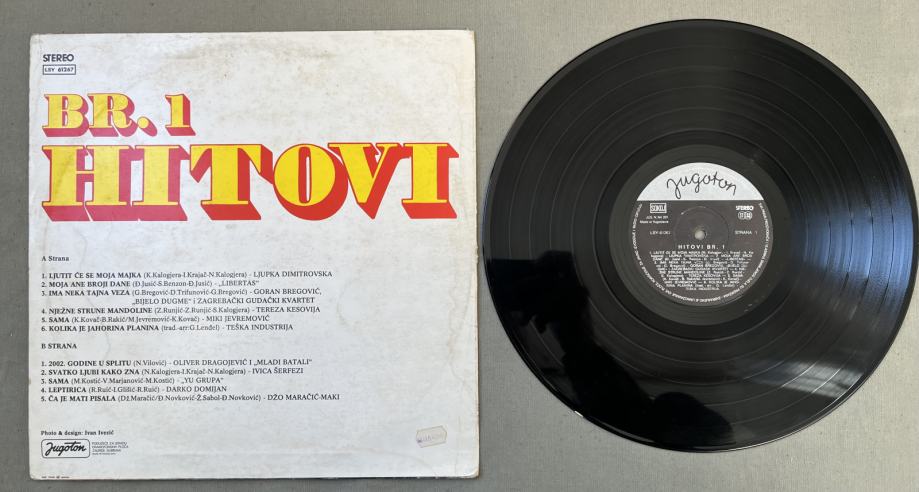 STEREO
LSY 61267
BR. 1
HITOVI
A Strana
1. LJUTIT ĆE SE MOJA MAJKA (K.Kalogjera-I.Krajač-N.Kalogjera) - LJUPKA DIMITROVSKA
2. MOJA ANE BROJI DANE (Đ.Jusić-S.Benzon-Đ.Jusić) - „LIBERTAS"
3. IMA NEKA TAJNA VEZA (G.Bregović-D.Trifunović-G.Bregović) - GORAN BREGOVIĆ,
„BIJELO DUGME" i ZAGREBAČKI GUDAČKI KVARTET
4. NJEŽNE STRUNE MANDOLINE (Z.Runjić-Z.Runjić-S.Kalogjera) - TEREZA KESOVIJA
5. SAMA (K.Kovač-B.Rakić/M.Jevremović-K.Kovač) - MIKI JEVREMOVIĆ
6. KOLIKA JE JAHORINA PLANINA (trad.-arr:G.Lenđel) - TEŠKA INDUSTRIJA
B STRANA
1. 2002. GODINE U SPLITU (N.Vilović) - OLIVER DRAGOJEVIĆ I „MLADI BATALI"
2. SVATKO LJUBI KAKO ZNA (N.Kalogjera-I.Krajač-N.Kalogjera) - IVICA ŠERFEZI
3. SAMA (M.Kostić-V.Marjanović-M.Kostić) - „YU GRUPA"
4. LEPTIRICA - (R.Ruić-I.Glišić-R.Ruić) - DARKO DOMIJAN
5. ČA JE MATI PISALA (Dž.Maračić/Đ.Novković-Ž.Sabol-Đ.Novković) - DŽO MARAČIĆ-MAKI
Photo & design: Ivan Ivezić
Jugoton
Jugoton
SOKOJ
STEREO
STRANA 1
HITOVI BR. 1